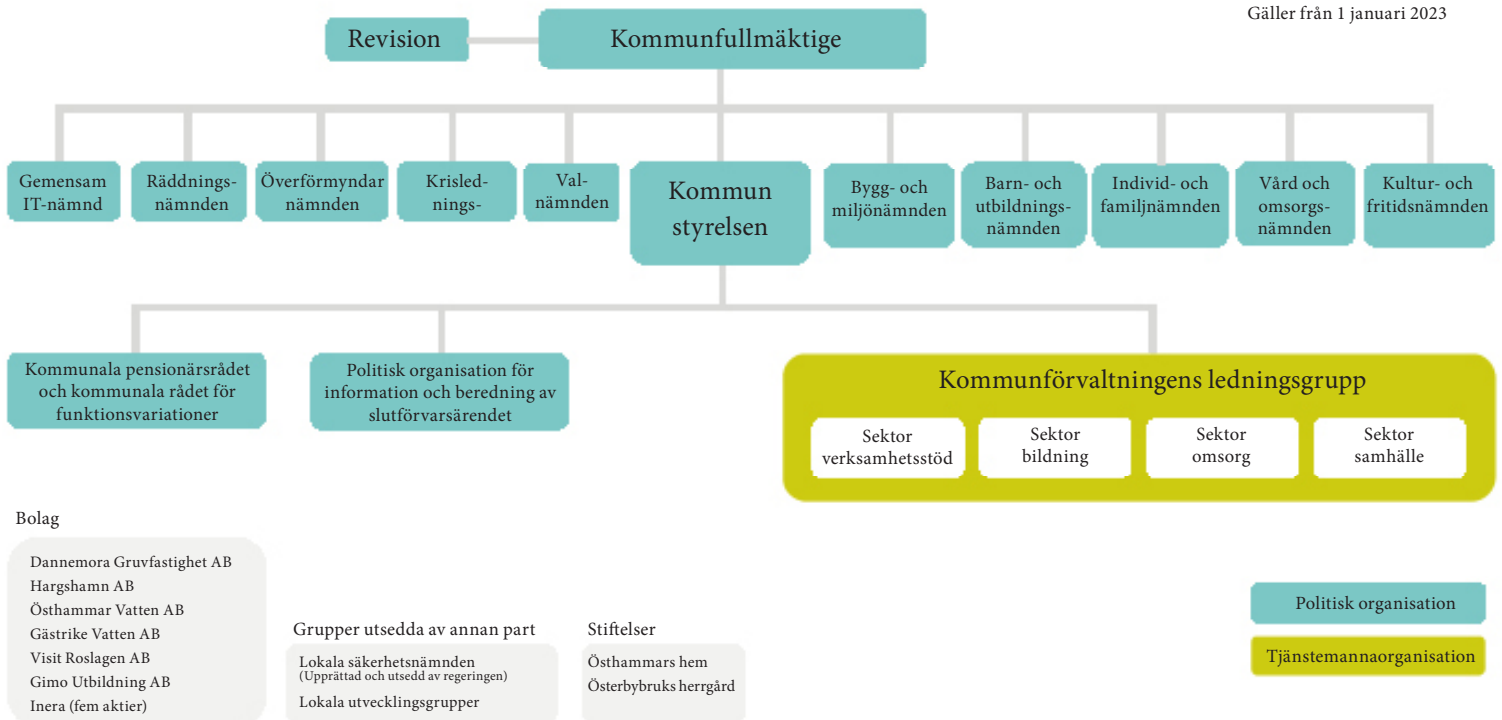 Gäller från 1 januari 2023
Revision
Kommunfullmäktige
Gemensam
IT-nämnd
Räddnings-
nämnden
Överförmyndar
nämnden
Krisled-
nings-
Val-
nämnden
Kommun
styrelsen
Bygg- och
miljönämnden
Barn- och
utbildnings-
nämnden
Individ- och
familjnämnden
Vård och
omsorgs-
nämnden
Kultur- och
fritidsnämnden
Kommunala pensionärsrådet
och kommunala rådet för
funktionsvariationer
Politisk organisation för
information och beredning av
slutförvarsärendet
Kommunförvaltningens ledningsgrupp
Sektor
verksamhetsstöd
Sektor
bildning
Sektor
omsorg
Sektor
samhälle
Bolag
Dannemora Gruvfastighet AB
Hargshamn AB
Östhammar Vatten AB
Gästrike Vatten AB
Visit Roslagen AB
Gimo Utbildning AB
Inera (fem aktier)
Grupper utsedda av annan part
Lokala säkerhetsnämnden
(Upprättad och utsedd av regeringen)
Lokala utvecklingsgrupper
Stiftelser
Östhammars hem
Österbybruks herrgård
Politisk organisation
Tjänstemannaorganisation